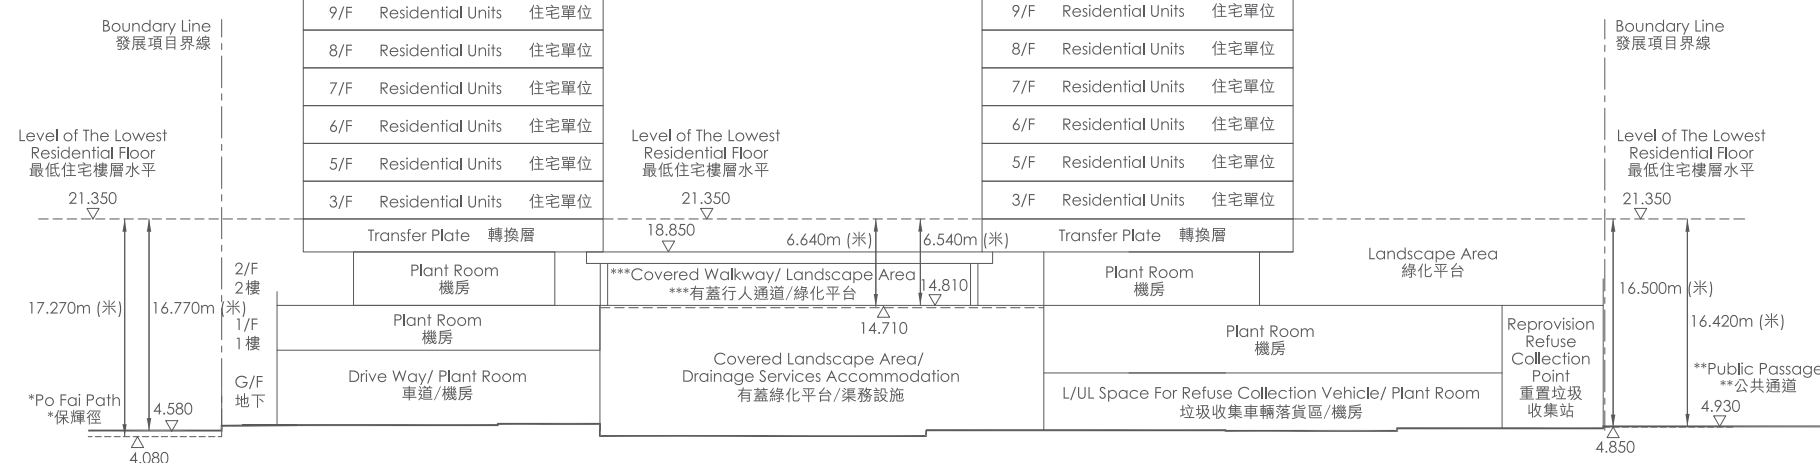 Boundary Line
發展項目界線
9/F Residential Units 住宅單位
8/F Residential Units 住宅單位
7/F Residential Units 住宅單位
6/F Residential Units 住宅單位
5/F Residential Units 住宅單位
3/F Residential Units 住宅單位
Transfer Plate 轉換層
9/F Residential Units 住宅單位
8/F Residential Units 住宅單位
7/F Residential Units 住宅單位
6/F Residential Units 住宅單位
5/F Residential Units 住宅單位
3/F Residential Units 住宅單位
Transfer Plate 轉換層
Boundary Line
發展項目界線
Level of The Lowest
Residential Floor
最低住宅樓層水平
21.350
Level of The Lowest
Residential Floor
最低住宅樓層水平
21.350
Level of The Lowest
Residential Floor
最低住宅樓層水平
21.350
18.850
6.640m (米)
6.540m (米)
Landscape Area
綠化平台
2/F
2樓
Plant Room
機房
***Covered Walkway/ Landscape Area
***有蓋行人通道/綠化平台
14.810
Plant Room
機房
17.270m (米)
16.770m (米)
1/F
1樓
Plant Room
機房
14.710
Plant Room
機房
16.500m (米)
16.420m (米)
Reprovision
Refuse
Collection
Point
重置垃圾
收集站
G/F
地下
Drive Way/ Plant Room
車道/機房
Covered Landscape Area/
Drainage Services Accommodation
有蓋綠化平台/渠務設施
L/UL Space For Refuse Collection Vehicle/ Plant Room
垃圾收集車輛落貨區/機房
*Po Fai Path
*保輝徑
4.580
4.080
**Public Passage
**公共通道
4.930
4.850